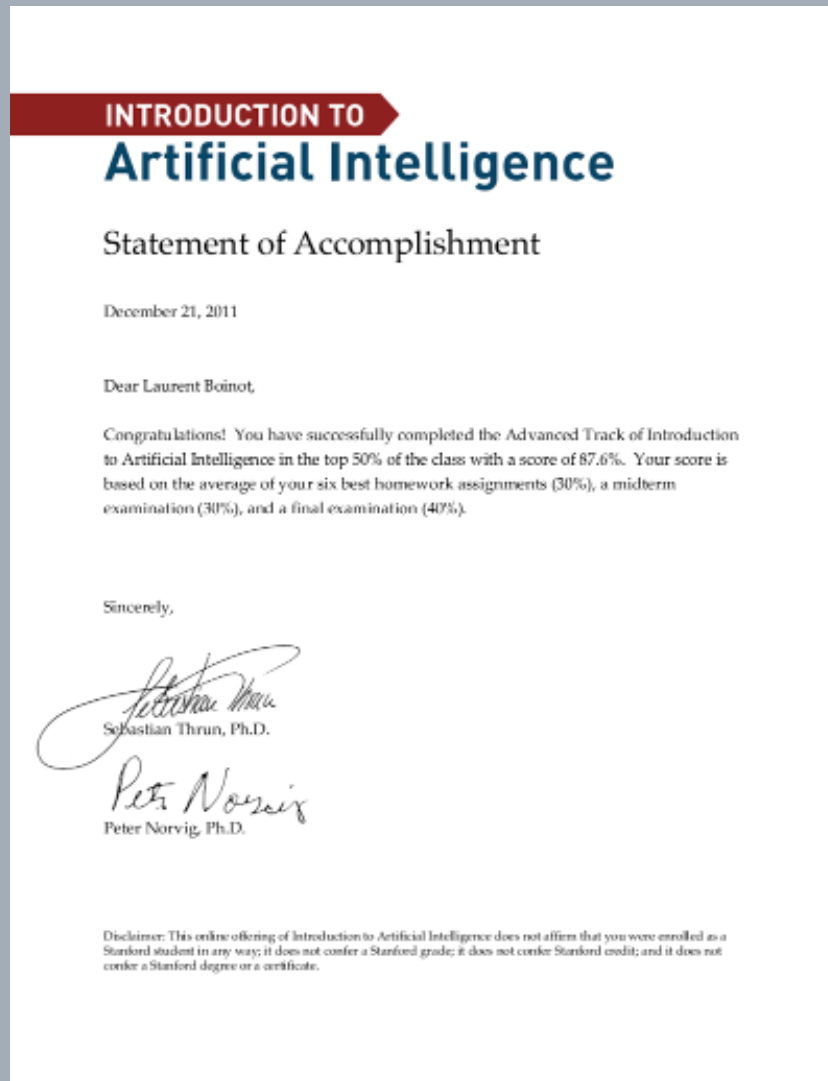 INTRODUCTION TO
Artificial Intelligence
Statement of Accomplishment
December 21, 2011
Dear Laurent Boinot,
Congratulations!  You have successfully completed the Advanced Track of Introduction
to Artificial Intelligence in the top 50% of the class with a score of 87.6%.  Your score is
based on the average of your six best homework assignments (30%), a midterm
examination (30%), and a final examination (40%).
Sincerely,
Sebastian Thrun
Sebastian Thrun, Ph.D.
Peter Norvig
Peter Norvig, Ph.D.
Disclaimer: This online offering of Introduction to Artificial Intelligence does not affirm that you were enrolled as a
Stanford student in any way; it does not confer a Stanford grade; it does not confer Stanford credit; and it does not
confer a Stanford degree or a certificate.